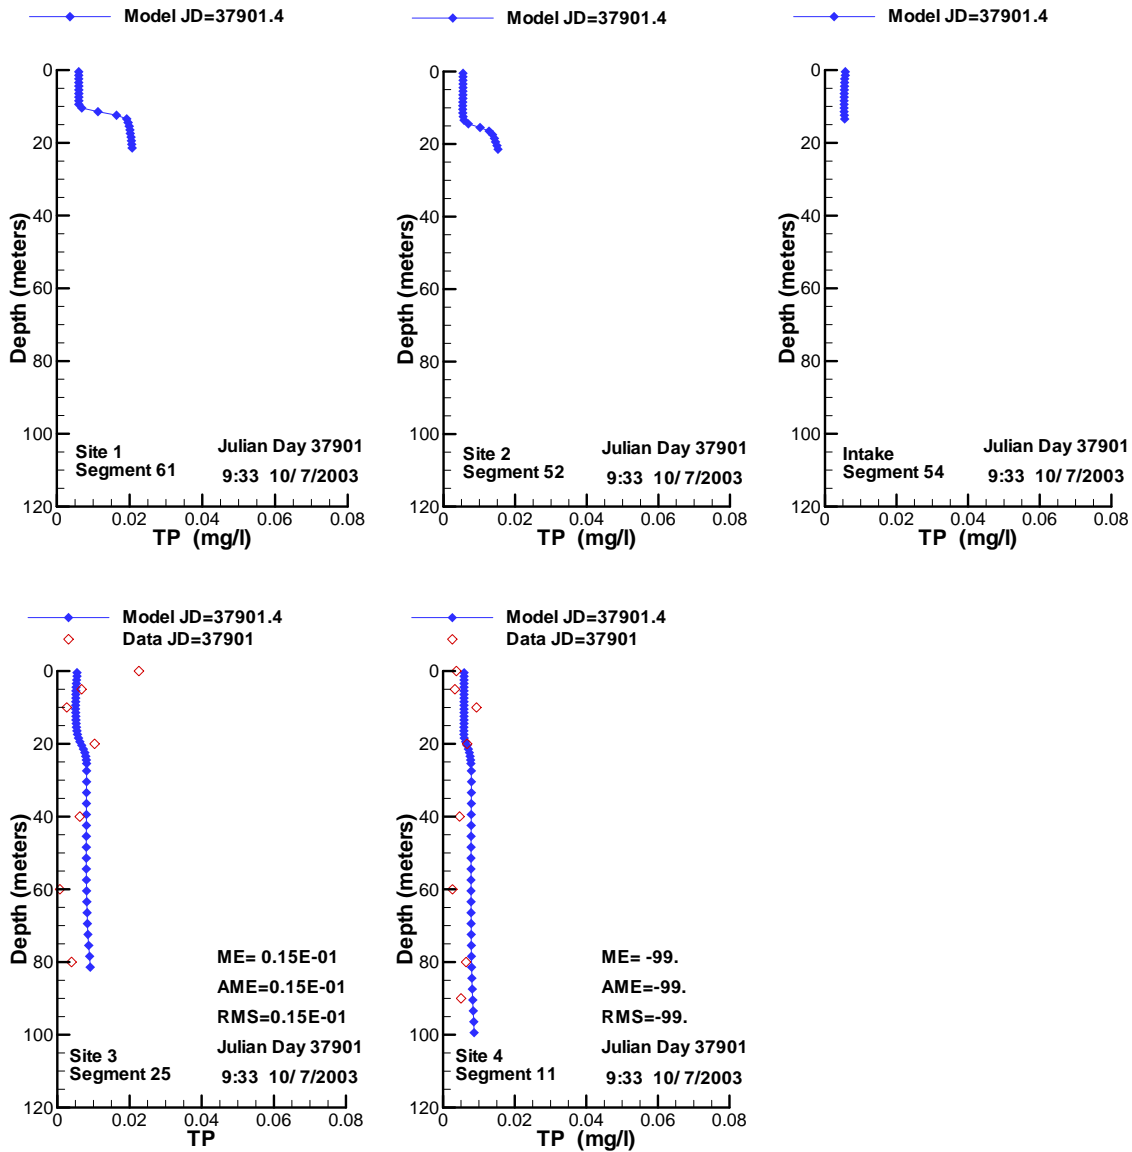 Model JD=37901.4
0
20
40
60
80
100
120
Depth (meters)
Site 1
Segment 61
Julian Day 37901
9:33 10/ 7/2003
0 0.02 0.04 0.06 0.08
TP (mg/l)
Model JD=37901.4
0
20
40
60
80
100
120
Depth (meters)
Site 2
Segment 52
Julian Day 37901
9:33 10/ 7/2003
0 0.02 0.04 0.06 0.08
TP (mg/l)
Model JD=37901.4
0
20
40
60
80
100
120
Depth (meters)
Intake
Segment 54
Julian Day 37901
9:33 10/ 7/2003
0 0.02 0.04 0.06 0.08
TP (mg/l)
Model JD=37901.4
Data JD=37901
0
20
40
60
80
100
120
Depth (meters)
ME= 0.15E-01
AME=0.15E-01
RMS=0.15E-01
Site 3
Segment 25
Julian Day 37901
9:33 10/ 7/2003
0 0.02 0.04 0.06 0.08
TP
Model JD=37901.4
Data JD=37901
0
20
40
60
80
100
120
Depth (meters)
ME= -99.
AME=-99.
RMS=-99.
Site 4
Segment 11
Julian Day 37901
9:33 10/ 7/2003
0 0.02 0.04 0.06 0.08
TP (mg/l)